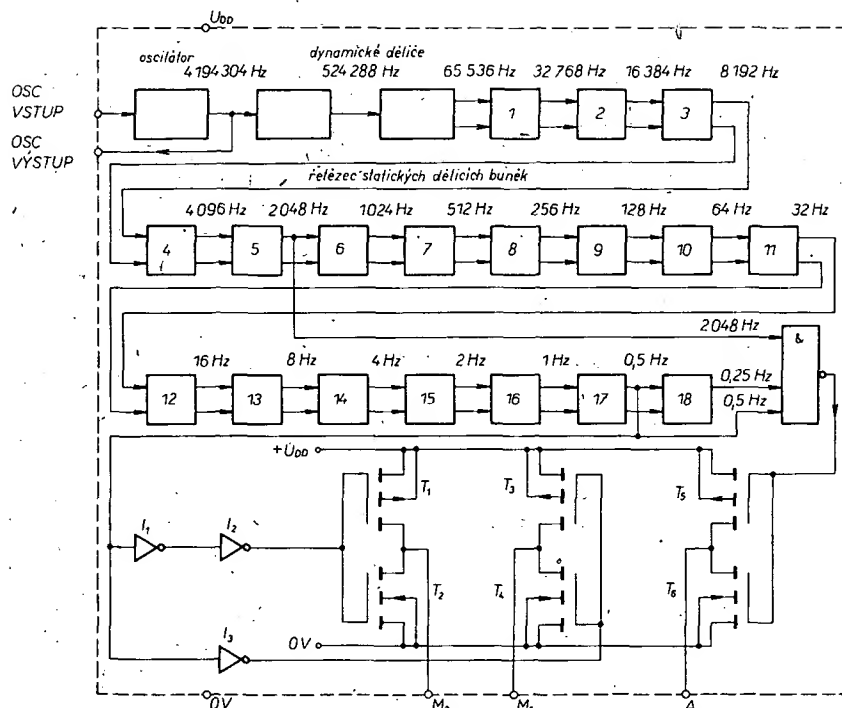 U_DD
oscilátor
dynamické děliče
4 194 304 Hz
524 288 Hz
65 536 Hz
32 768 Hz
16 384 Hz
8 192 Hz
OSC
VSTUP
1
2
3
OSC
VÝSTUP
řetězec statických dělicích buněk
4 096 Hz
2 048 Hz
1024 Hz
512 Hz
256 Hz
128 Hz
64 Hz
32 Hz
4
5
6
7
8
9
10
11
2 048 Hz
&
16 Hz
8 Hz
4 Hz
2 Hz
1 Hz
0,5 Hz
0,25 Hz
0,5 Hz
12
13
14
15
16
17
18
+U_DD
T1
T3
T5
I1
I2
T2
T4
T6
0V
I3
0V
A